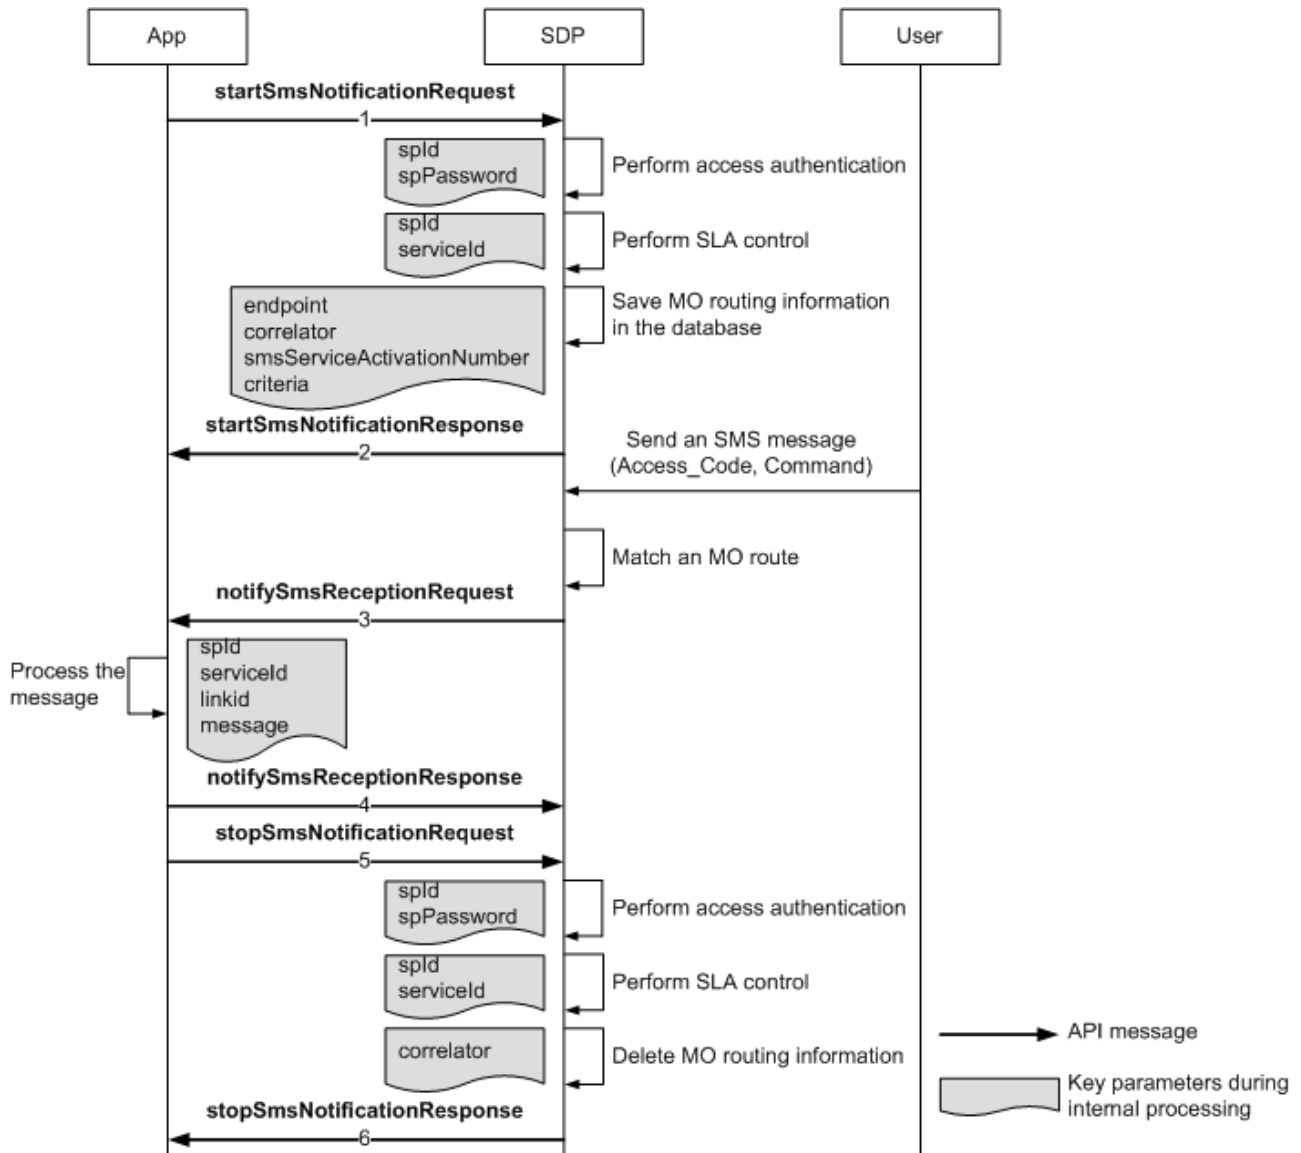 App
SDP
User
startSmsNotificationRequest
1
spId
spPassword
Perform access authentication
spId
serviceId
Perform SLA control
endpoint
correlator
smsServiceActivationNumber
criteria
Save MO routing information
in the database
startSmsNotificationResponse
2
Send an SMS message
(Access_Code, Command)
Match an MO route
notifySmsReceptionRequest
3
Process the
message
spId
serviceId
linkid
message
notifySmsReceptionResponse
4
stopSmsNotificationRequest
5
spId
spPassword
Perform access authentication
spId
serviceId
Perform SLA control
correlator
Delete MO routing information
stopSmsNotificationResponse
6
API message
Key parameters during
internal processing